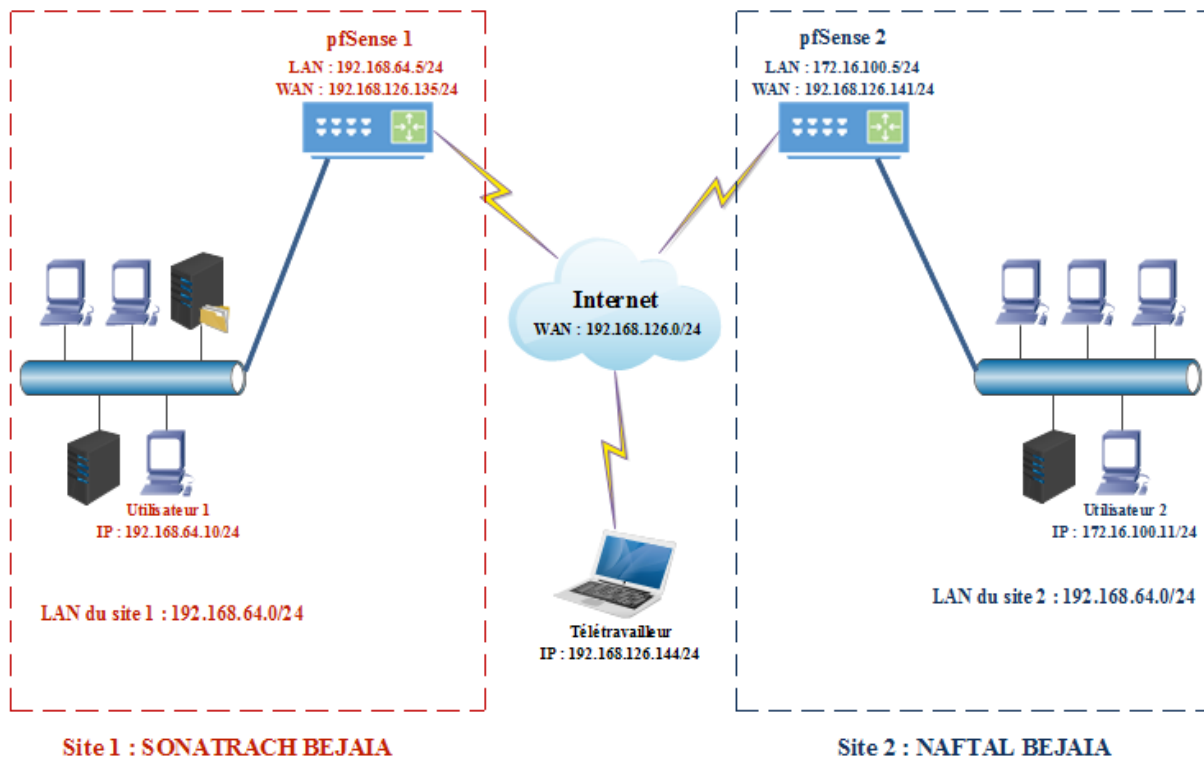 pfSense 1
LAN : 192.168.64.5/24
WAN : 192.168.126.135/24
pfSense 2
LAN : 172.16.100.5/24
WAN : 192.168.126.141/24
Internet
WAN : 192.168.126.0/24
Utilisateur 1
IP : 192.168.64.10/24
Utilisateur 2
IP : 172.16.100.11/24
LAN du site 1 : 192.168.64.0/24
LAN du site 2 : 192.168.64.0/24
Télétravailleur
IP : 192.168.126.144/24
Site 1 : SONATRACH BEJAIA
Site 2 : NAFTAL BEJAIA